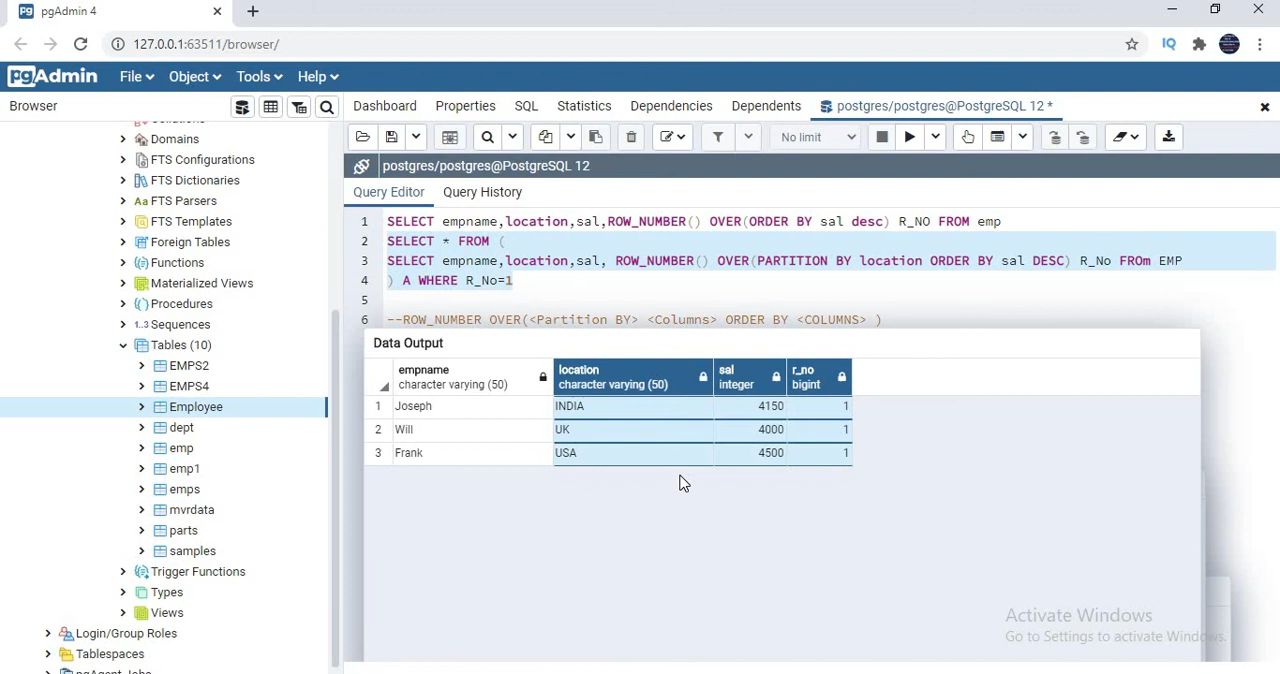 pgAdmin 4
127.0.0.1:63511/browser/
IQ
pgAdmin File Object Tools Help
Browser
Dashboard Properties SQL Statistics Dependencies Dependents postgres/postgres@PostgreSQL 12 *
Domains
FTS Configurations
FTS Dictionaries
Aa FTS Parsers
FTS Templates
Foreign Tables
Functions
Materialized Views
Procedures
1..3 Sequences
Tables (10)
EMPS2
EMPS4
Employee
dept
emp
emp1
emps
mvrdata
parts
samples
Trigger Functions
Types
Views
Login/Group Roles
Tablespaces
pgAgent Jobs
No limit
postgres/postgres@PostgreSQL 12
Query Editor Query History
1 SELECT empname,location,sal,ROW_NUMBER() OVER(ORDER BY sal desc) R_NO FROM emp
2 SELECT * FROM (
3 SELECT empname,location,sal, ROW_NUMBER() OVER(PARTITION BY location ORDER BY sal DESC) R_No FROm EMP
4 ) A WHERE R_No=1
5
6 --ROW_NUMBER OVER(<Partition BY> <Columns> ORDER BY <COLUMNS> )
Data Output
empname location sal r_no
character varying (50) character varying (50) integer bigint
1 Joseph INDIA 4150 1
2 Will UK 4000 1
3 Frank USA 4500 1
Activate Windows
Go to Settings to activate Windows.